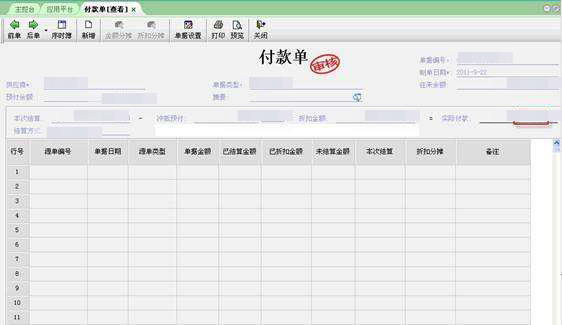 主控台 应用平台 付款单[查看] ×
前单 后单 序时簿 新增 金额分摊 折扣分摊 单据设置 打印 预览 关闭
付款单
审核
单据编号:
制单日期*: 2011-3-22
供应商*: 单据类型: 往来余额:
预付余额: 摘要:
本次结算: - 冲抵预付: 折扣金额: = 实际付款:
结算方式:
行号 源单编号 单据日期 源单类型 单据金额 已结算金额 已折扣金额 未结算金额 本次结算 折扣分摊 备注
1
2
3
4
5
6
7
8
9
10
11